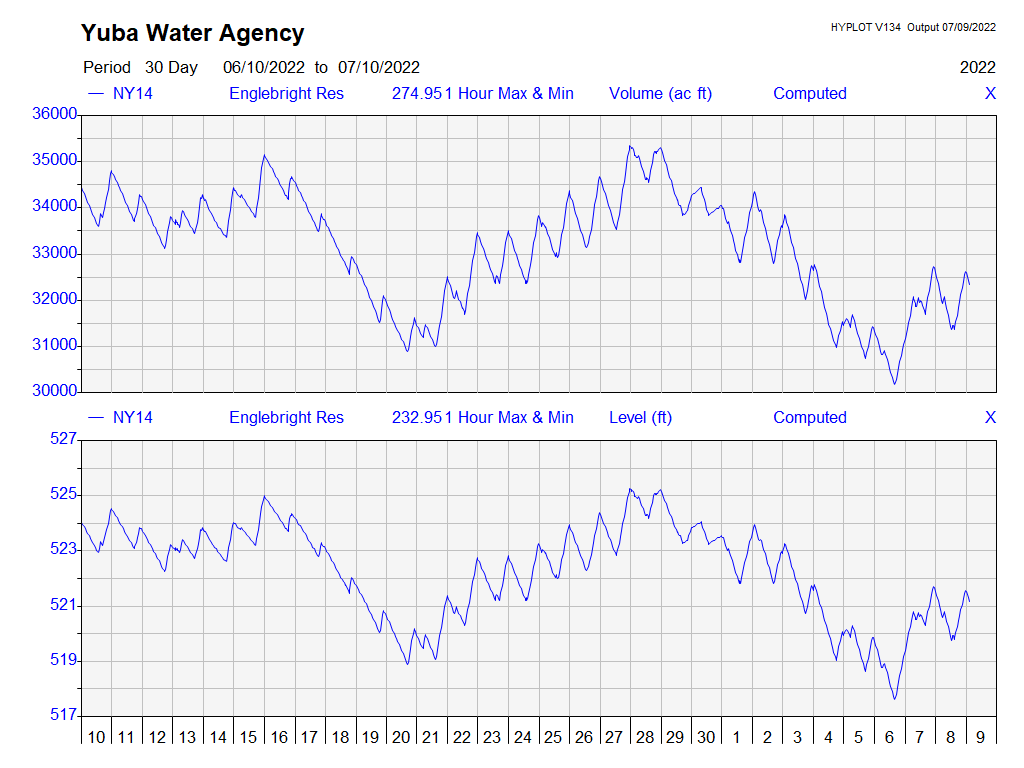 Yuba Water Agency
HYPLOT V134 Output 07/09/2022
Period 30 Day 06/10/2022 to 07/10/2022 2022
NY14 Englebright Res 274.951 Hour Max & Min Volume (ac ft) Computed X
36000
35000
34000
33000
32000
31000
30000
NY14 Englebright Res 232.951 Hour Max & Min Level (ft) Computed X
527
525
523
521
519
517
10 11 12 13 14 15 16 17 18 19 20 21 22 23 24 25 26 27 28 29 30 1 2 3 4 5 6 7 8 9